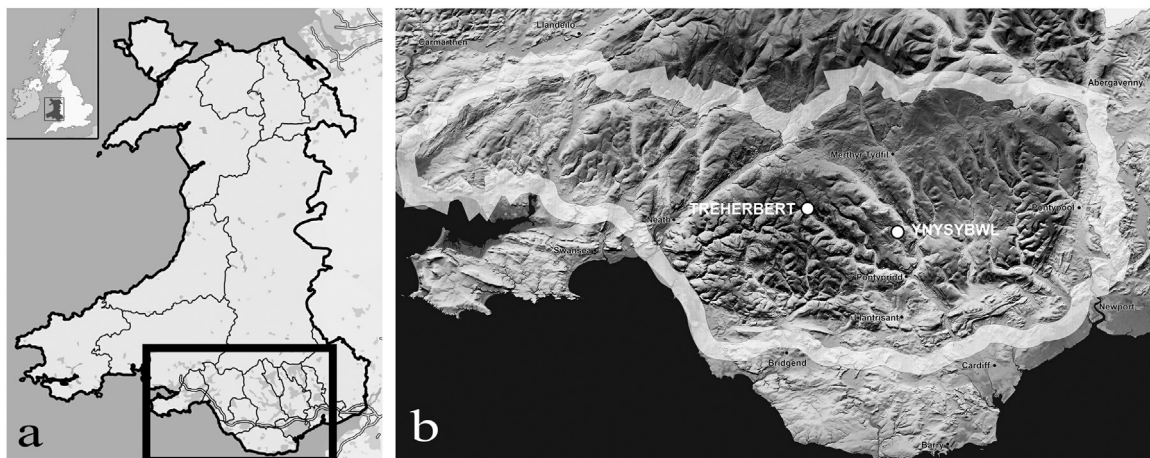 a
b
Llandeilo
Carmarthen
Abergavenny
Merthyr Tydfil
TREHERBERT
Pontypool
Neath
YNYSYBWL
Swansea
Pontypridd
Llantrisant
Newport
Bridgend
Cardiff
Barry